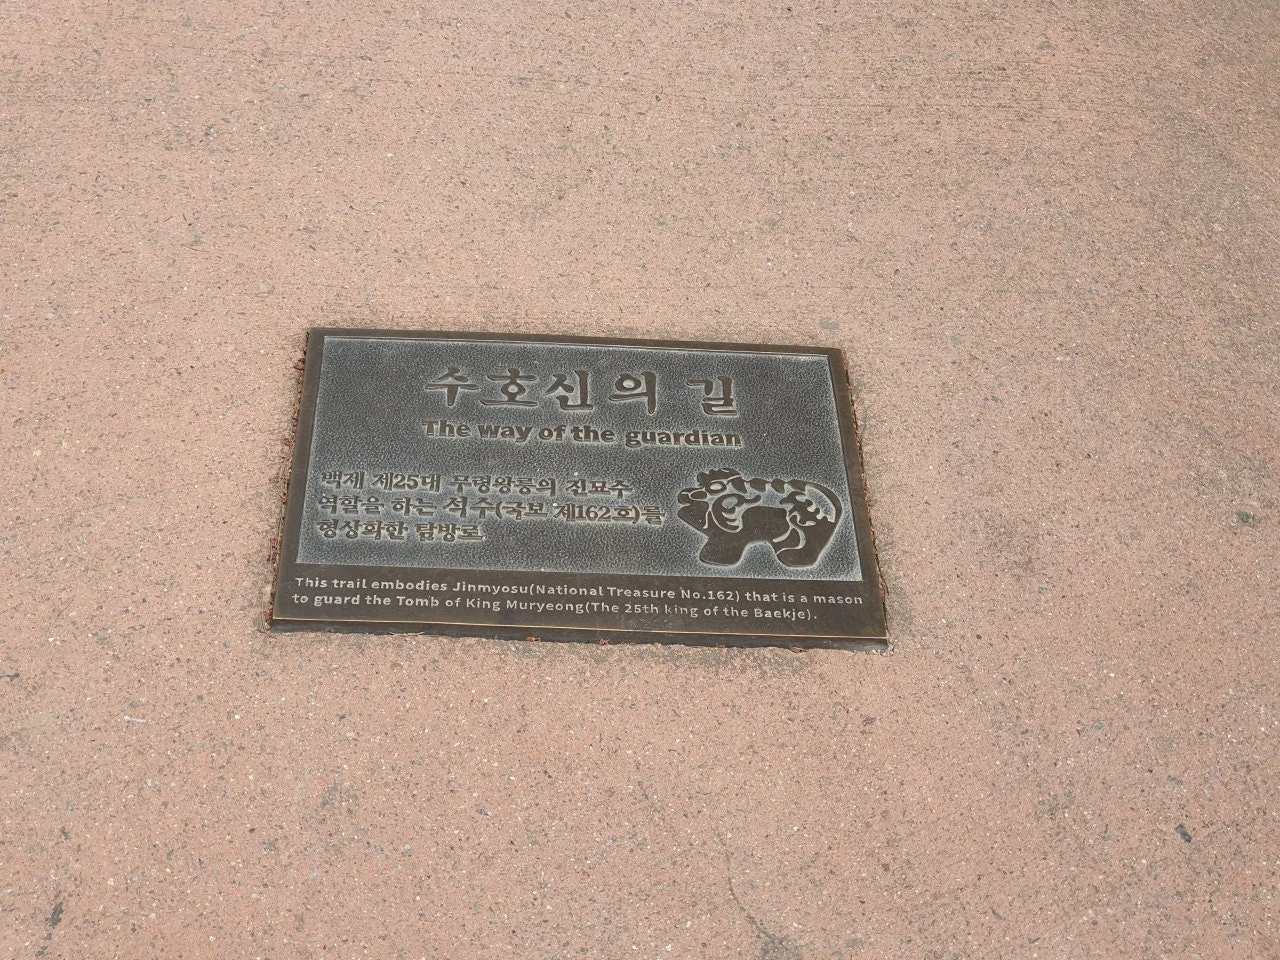 수호신의 길
The way of the guardian
백제 제25대 무령왕릉의 진묘수
역할을 하는 석수(국보 제162호)를
형상화한 탐방로
This trail embodies Jinmyosu(National Treasure No.162) that is a mason
to guard the Tomb of King Muryeong(The 25th king of the Baekje).